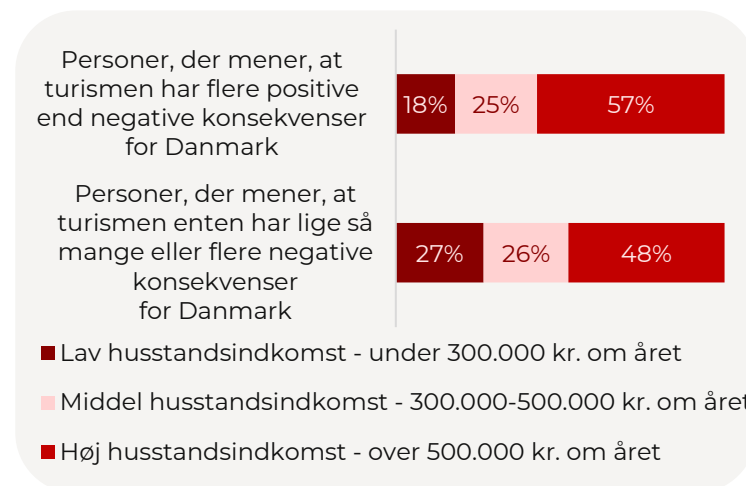 Personer, der mener, at
turismen har flere positive
end negative konsekvenser
for Danmark
18% 25% 57%
Personer, der mener, at
turismen enten har lige så
mange eller flere negative
konsekvenser
for Danmark
27% 26% 48%
Lav husstandsindkomst - under 300.000 kr. om året
Middel husstandsindkomst - 300.000-500.000 kr. om året
Høj husstandsindkomst - over 500.000 kr. om året